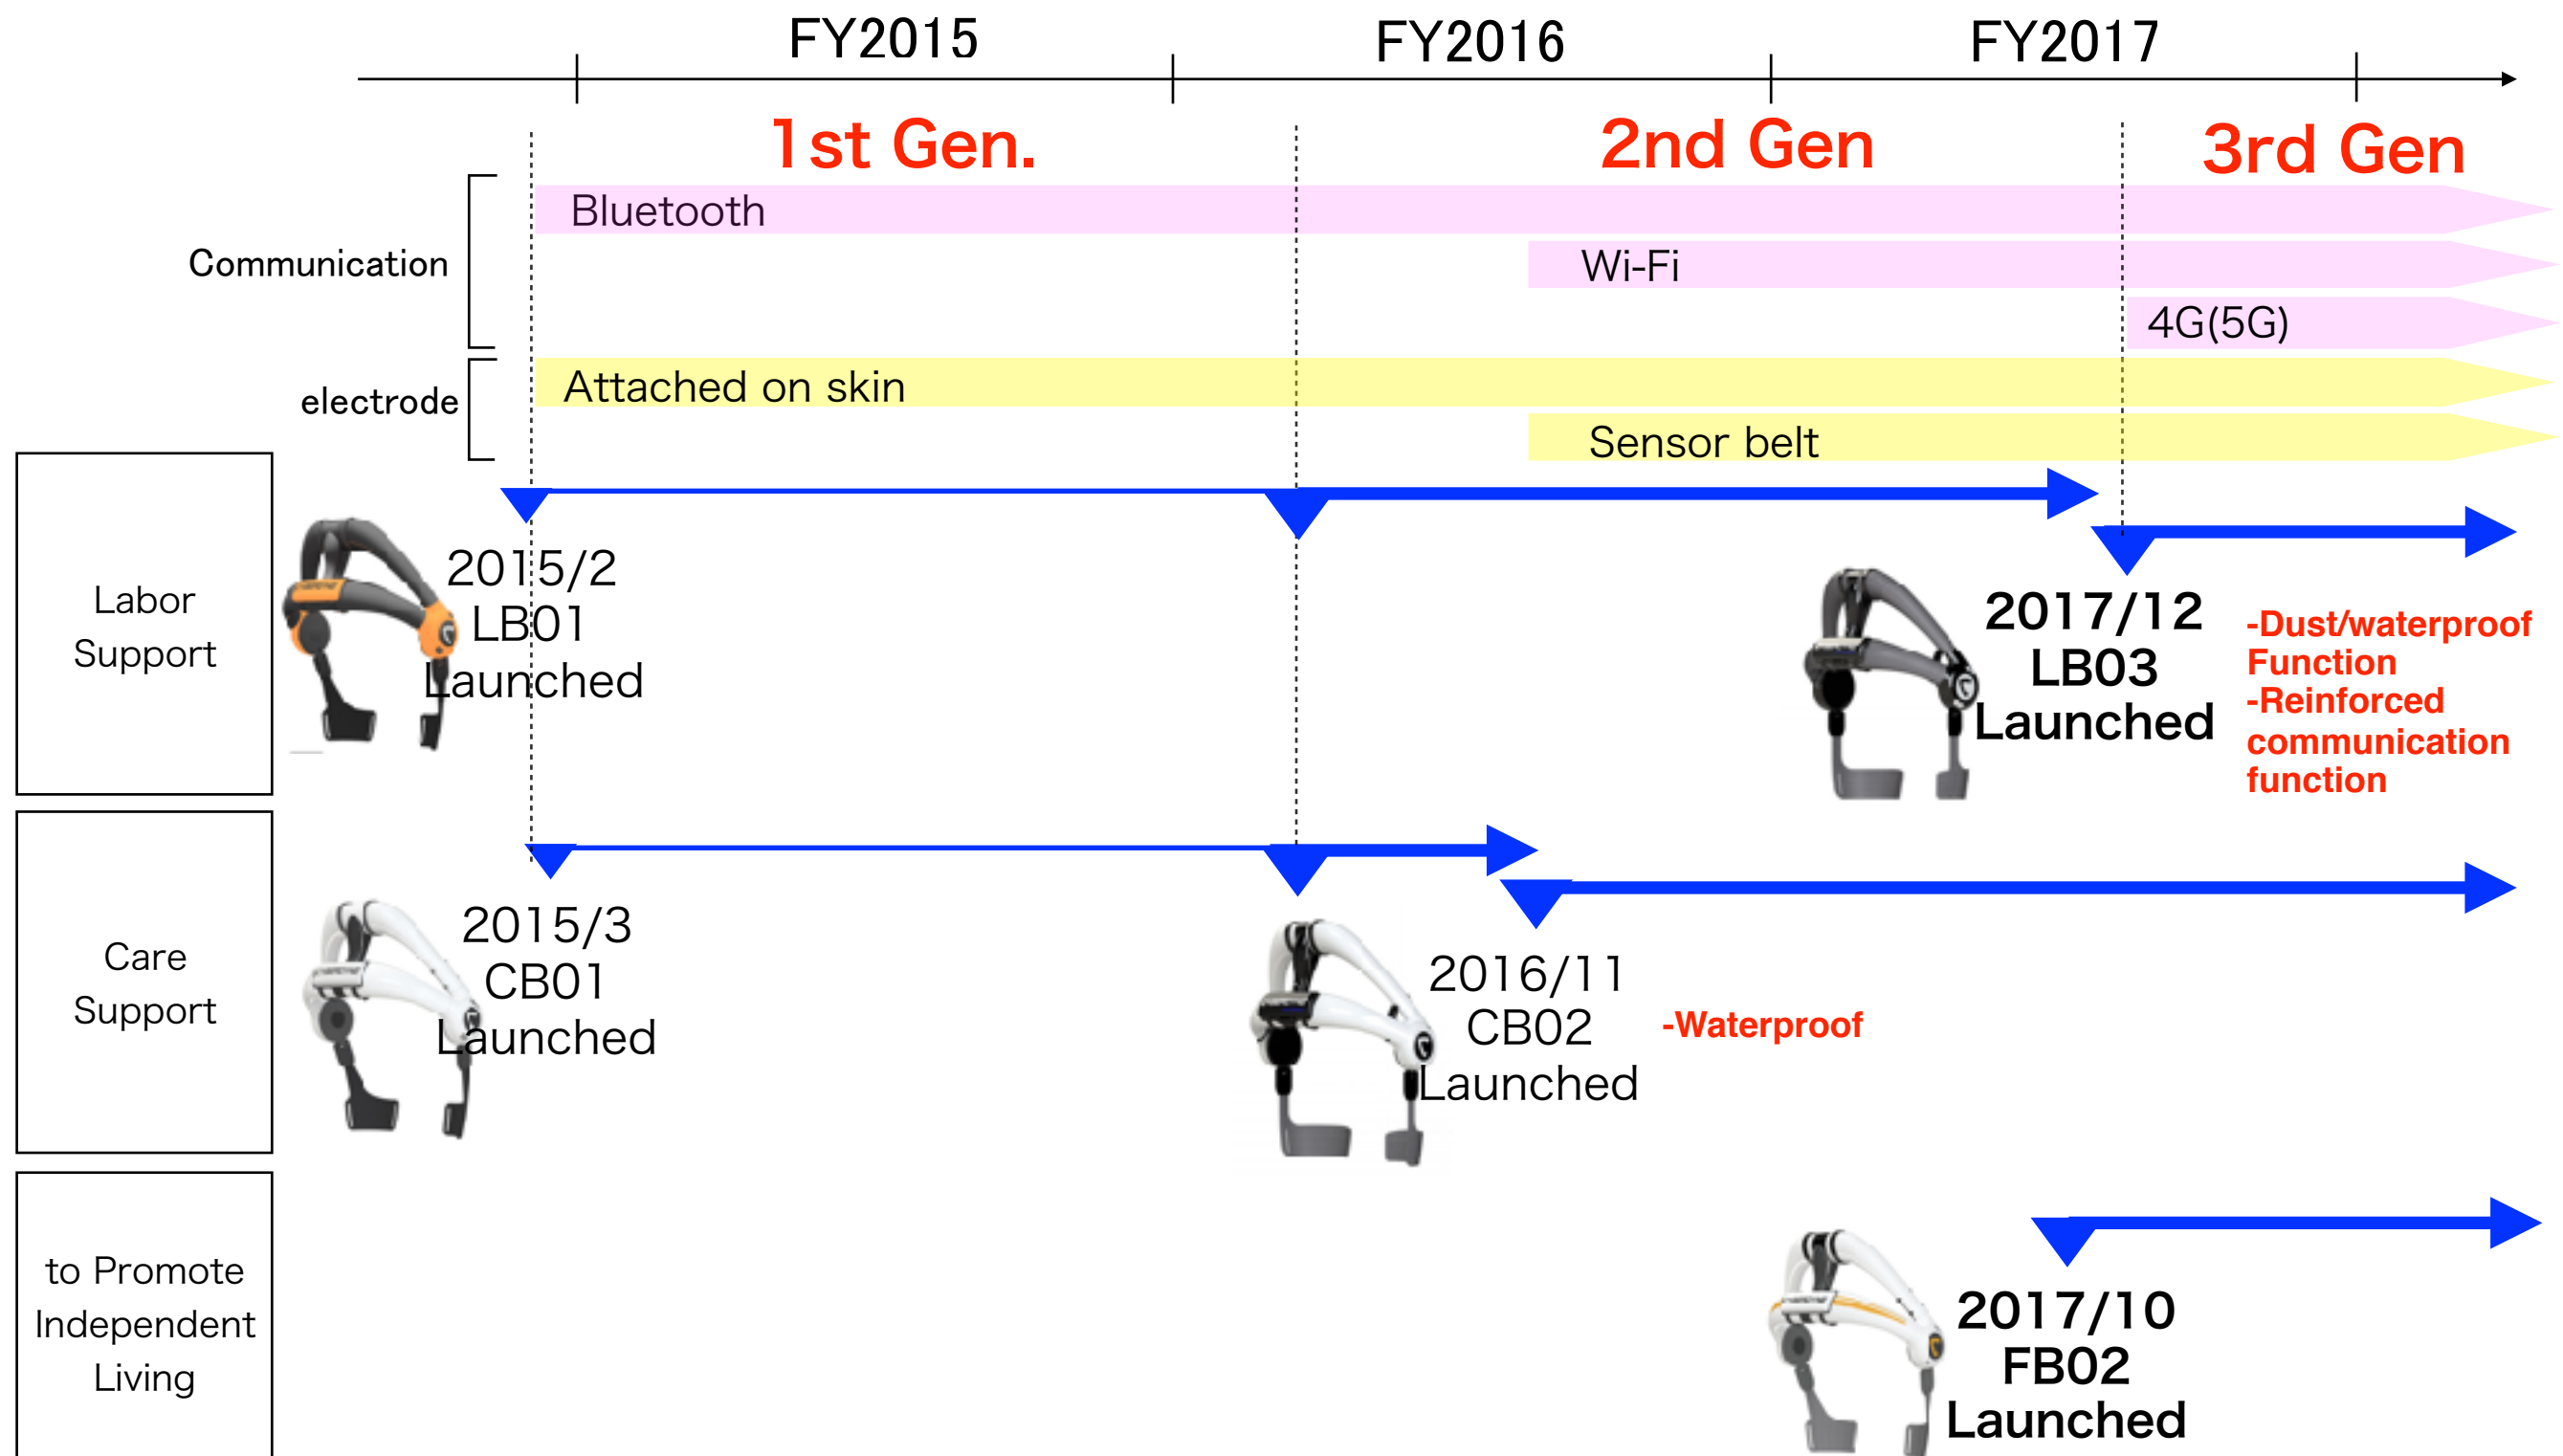 FY2015
FY2016
FY2017
1st Gen.
2nd Gen
3rd Gen
Communication
Bluetooth
Wi-Fi
4G(5G)
electrode
Attached on skin
Sensor belt
Labor
Support
2015/2
LB01
Launched
2017/12
LB03
Launched
-Dust/waterproof
Function
-Reinforced
communication
function
Care
Support
2015/3
CB01
Launched
2016/11
CB02
Launched
-Waterproof
to Promote
Independent
Living
2017/10
FB02
Launched